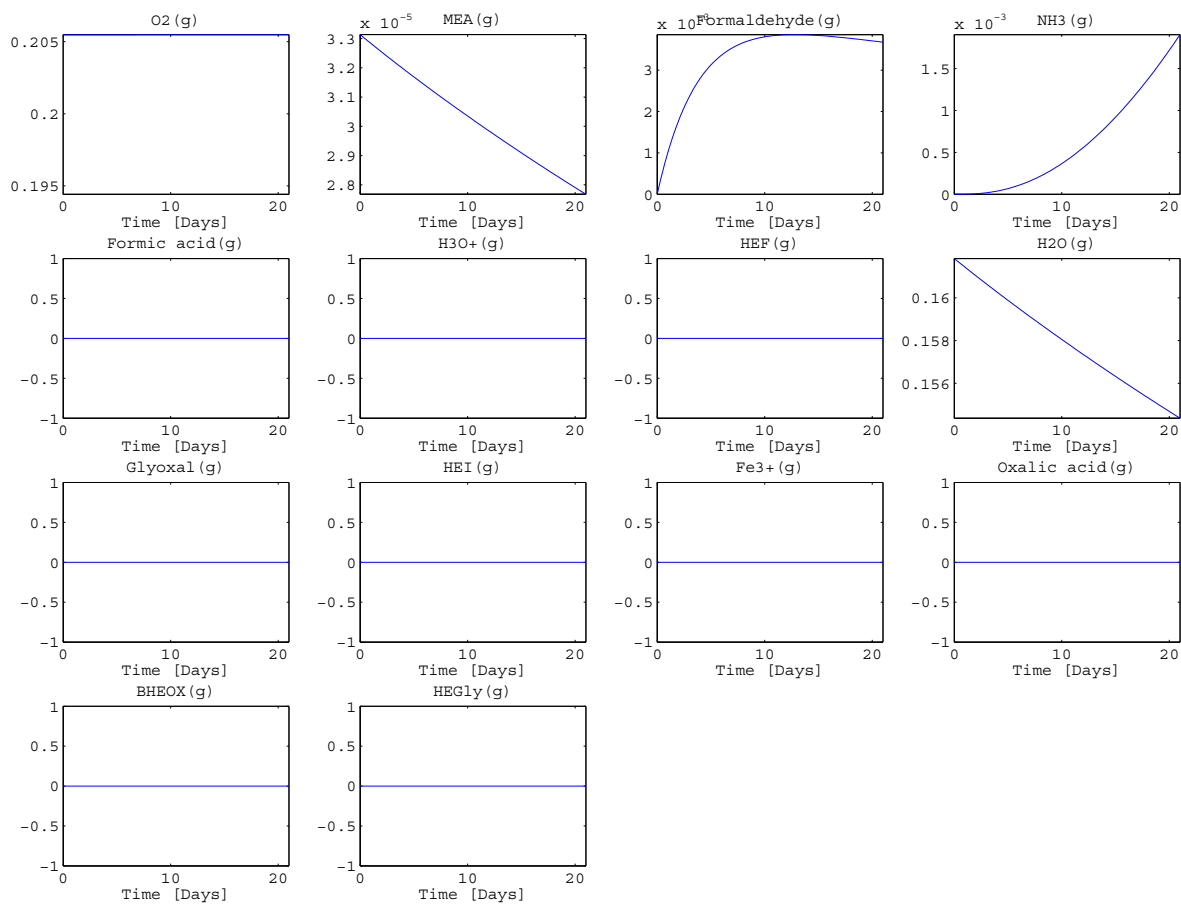 O2(g)
0.205
0.2
0.195
0 10 20
Time [Days]
x 10⁻⁵ MEA(g)
3.3
3.2
3.1
3
2.9
2.8
0 10 20
Time [Days]
x 10 Formaldehyde(g)
3
2
1
0
0 10 20
Time [Days]
x 10⁻³ NH3(g)
1.5
1
0.5
0
0 10 20
Time [Days]
Formic acid(g)
1
0.5
0
−0.5
−1
0 10 20
Time [Days]
H3O+(g)
1
0.5
0
−0.5
−1
0 10 20
Time [Days]
HEF(g)
1
0.5
0
−0.5
−1
0 10 20
Time [Days]
H2O(g)
0.16
0.158
0.156
0 10 20
Time [Days]
Glyoxal(g)
1
0.5
0
−0.5
−1
0 10 20
Time [Days]
HEI(g)
1
0.5
0
−0.5
−1
0 10 20
Time [Days]
Fe3+(g)
1
0.5
0
−0.5
−1
0 10 20
Time [Days]
Oxalic acid(g)
1
0.5
0
−0.5
−1
0 10 20
Time [Days]
BHEOX(g)
1
0.5
0
−0.5
−1
0 10 20
Time [Days]
HEGly(g)
1
0.5
0
−0.5
−1
0 10 20
Time [Days]